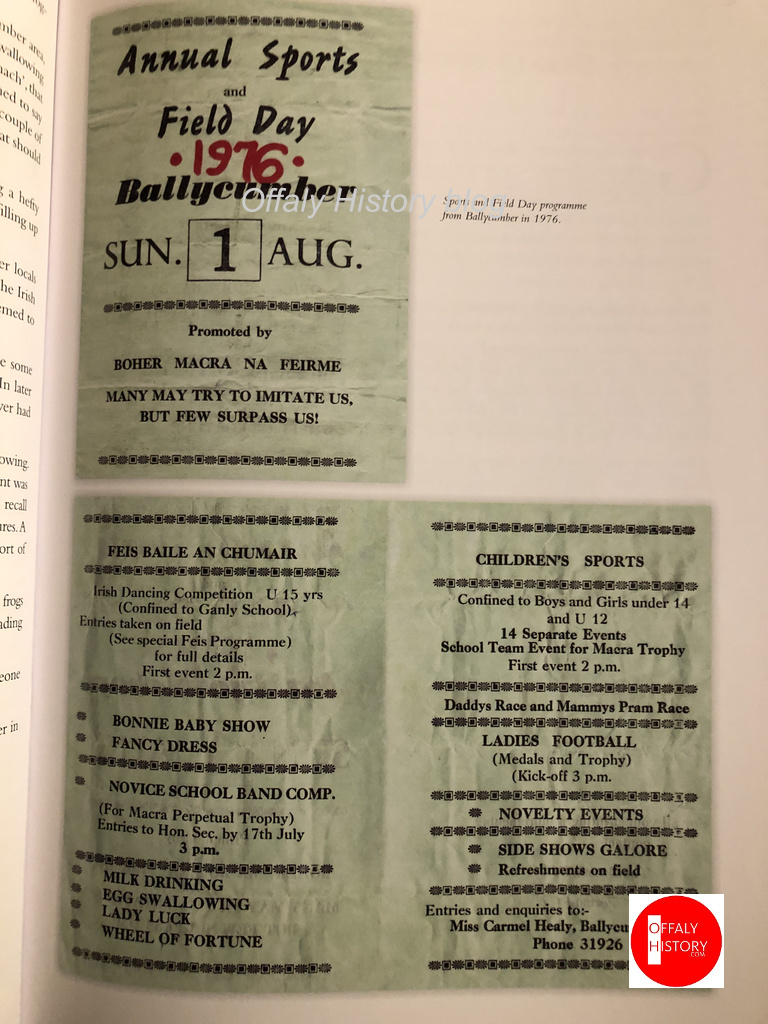 Annual Sports
and
Field Day
• 1976 •
Ballycumber
SUN. 1 AUG.
Promoted by
BOHER MACRA NA FEIRME
MANY MAY TRY TO IMITATE US,
BUT FEW SURPASS US!
Offaly History blog
Sports and Field Day programme
from Ballycumber in 1976.
FEIS BAILE AN CHUMAIR
Irish Dancing Competition U 15 yrs
(Confined to Ganly School)
Entries taken on field
(See special Feis Programme)
for full details
First event 2 p.m.
BONNIE BABY SHOW
FANCY DRESS
NOVICE SCHOOL BAND COMP.
(For Macra Perpetual Trophy)
Entries to Hon. Sec. by 17th July
3 p.m.
MILK DRINKING
EGG SWALLOWING
LADY LUCK
WHEEL OF FORTUNE
CHILDREN'S SPORTS
Confined to Boys and Girls under 14
and U 12
14 Separate Events
School Team Event for Macra Trophy
First event 2 p.m.
Daddys Race and Mammys Pram Race
LADIES FOOTBALL
(Medals and Trophy)
(Kick-off 3 p.m.
NOVELTY EVENTS
SIDE SHOWS GALORE
Refreshments on field
Entries and enquiries to:-
Miss Carmel Healy,
Phone 31926
OFFALY
HISTORY
.COM